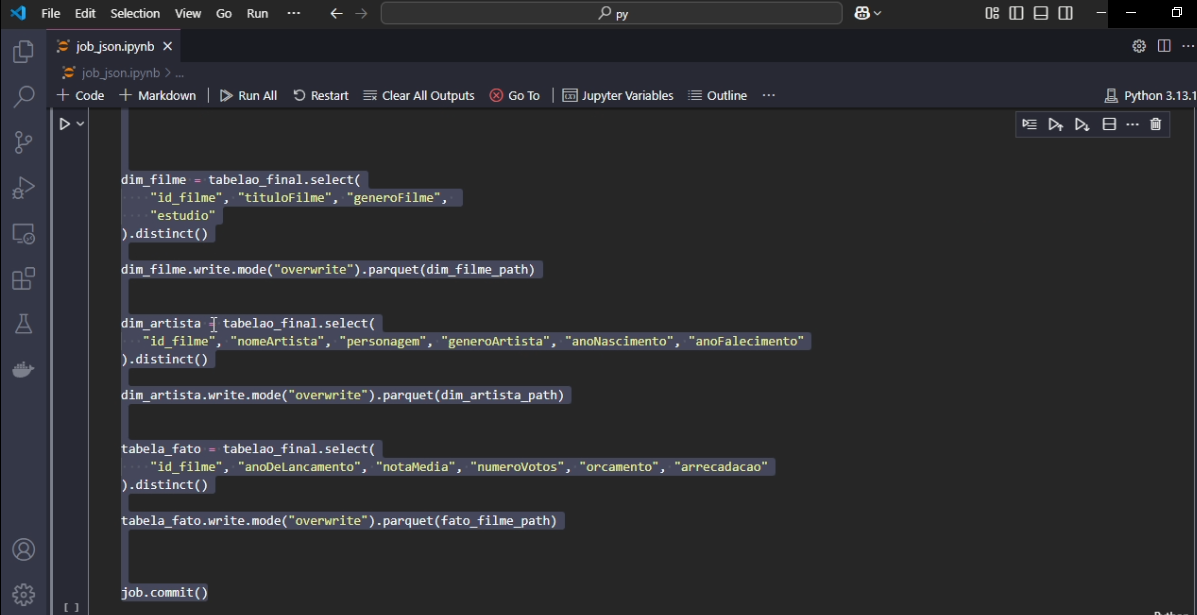 File Edit Selection View Go Run ··· py
job_json.ipynb
job_json.ipynb > ...
Code Markdown Run All Restart Clear All Outputs Go To Jupyter Variables Outline ··· Python 3.13.1
dim_filme = tabelao_final.select(
"id_filme", "tituloFilme", "generoFilme",
"estudio"
).distinct()
dim_filme.write.mode("overwrite").parquet(dim_filme_path)
dim_artista = tabelao_final.select(
"id_filme", "nomeArtista", "personagem", "generoArtista", "anoNascimento", "anoFalecimento"
).distinct()
dim_artista.write.mode("overwrite").parquet(dim_artista_path)
tabela_fato = tabelao_final.select(
"id_filme", "anoDeLancamento", "notaMedia", "numeroVotos", "orcamento", "arrecadacao"
).distinct()
tabela_fato.write.mode("overwrite").parquet(fato_filme_path)
job.commit()
[ ]